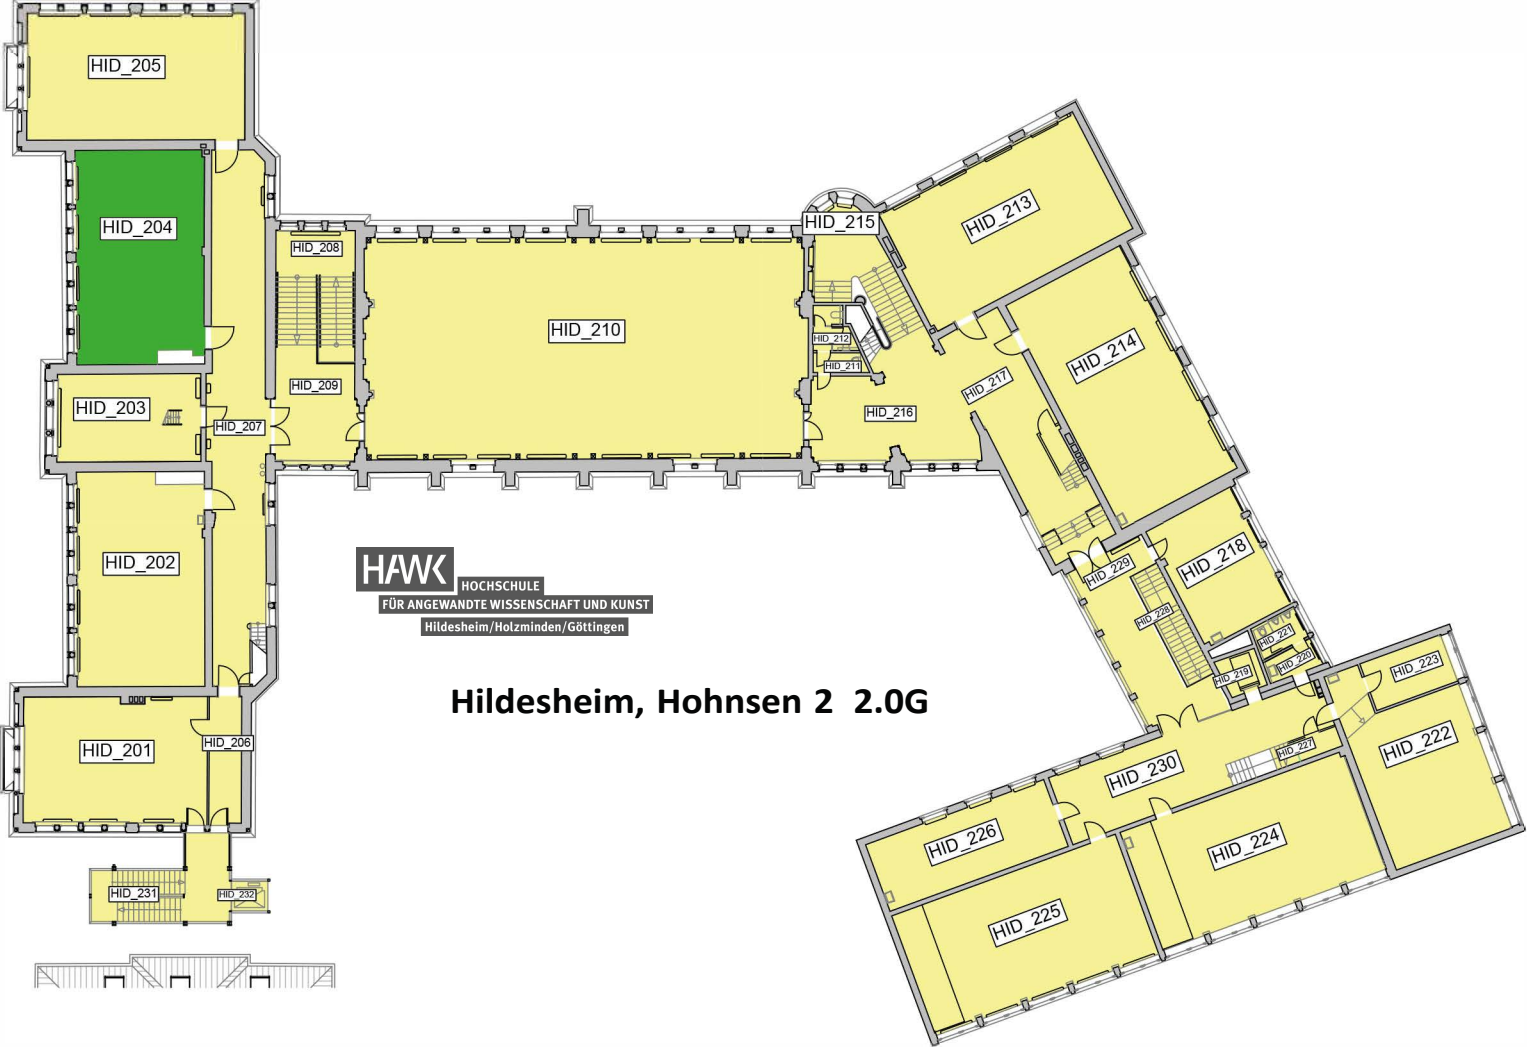 HID_205
HID_204
HID_203
HID_202
HID_201
HID_206
HID_207
HID_208
HID_209
HID_210
HID_215
HID_212
HID_211
HID_216
HID_213
HID_214
HID_217
HID_218
HID_229
HID_228
HID_221
HID_220
HID_219
HID_223
HID_222
HID_227
HID_230
HID_226
HID_224
HID_225
HID_231
HID_232
HAWK
HOCHSCHULE
FÜR ANGEWANDTE WISSENSCHAFT UND KUNST
Hildesheim/Holzminden/Göttingen
Hildesheim, Hohnsen 2 2.0G